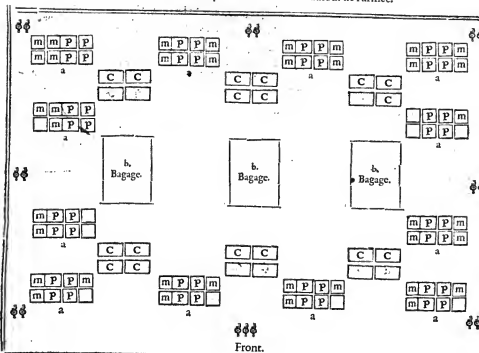 m m P P m P P m m P P m m P P m
m m P P m P P m m P P m m P P m
a a a
C C C C C C
C C
m m P P P P m
m P P P P
a a
b. b. b.
Bagage. Bagage. Bagage.
m P P m P P m
m P P m P P m
a a
C C C C C C
C C
m P P m m P P m m P P m m P P m
m P P m P P m P P m P P
a a a a
Front.